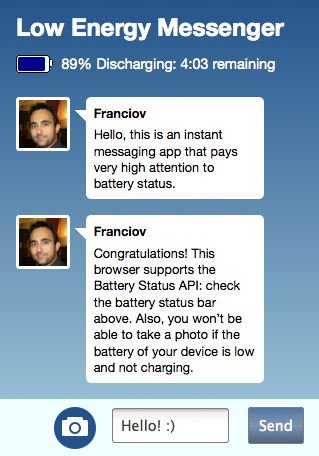 Low Energy Messenger
89% Discharging: 4:03 remaining
Franciov
Hello, this is an instant
messaging app that pays
very high attention to
battery status.
Franciov
Congratulations! This
browser supports the
Battery Status API: check
the battery status bar
above. Also, you won't be
able to take a photo if the
battery of your device is low
and not charging.
Hello! :)
Send